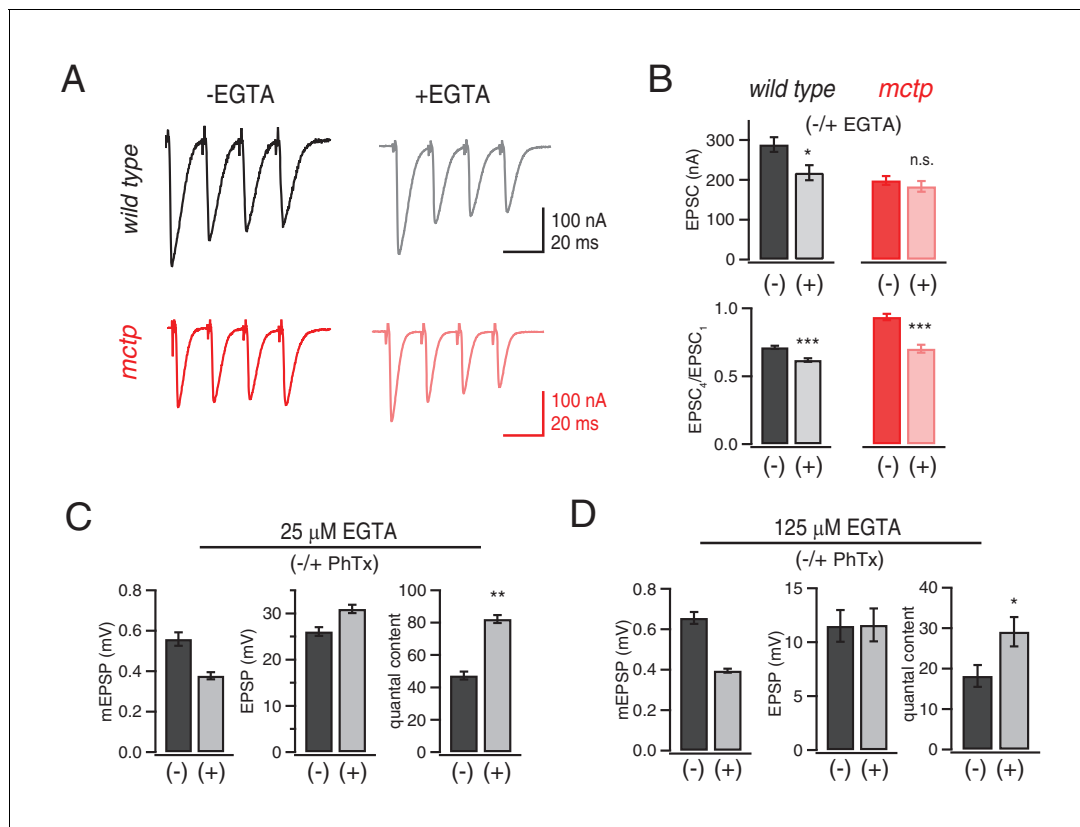 A
-EGTA
+EGTA
wild type
100 nA
20 ms
mctp
100 nA
20 ms
B
wild type
mctp
(-/+ EGTA)
EPSC (nA)
300
200
100
0
*
n.s.
(-) (+)
(-) (+)
EPSC4/EPSC1
1.0
0.5
0.0
***
***
(-) (+)
(-) (+)
C
25 µM EGTA
(-/+ PhTx)
mEPSP (mV)
0.8
0.6
0.4
0.2
0.0
(-) (+)
EPSP (mV)
30
20
10
0
(-) (+)
quantal content
100
80
60
40
20
0
**
(-) (+)
D
125 µM EGTA
(-/+ PhTx)
mEPSP (mV)
0.8
0.6
0.4
0.2
0.0
(-) (+)
EPSP (mV)
15
10
5
0
(-) (+)
quantal content
40
30
20
10
0
*
(-) (+)